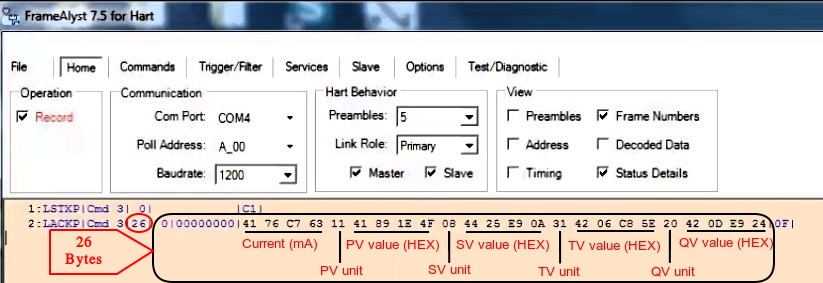 FrameAlyst 7.5 for Hart
File Home Commands Trigger/Filter Services Slave Options Test/Diagnostic
Operation Communication Hart Behavior View
Record Com Port: COM4 Preambles: 5 Preambles Frame Numbers
Poll Address: A_00 Link Role: Primary Address Decoded Data
Baudrate: 1200 Master Slave Timing Status Details
1:LSTXP|Cmd 3| 0| |C1|
2:LACKP|Cmd 3|26| 0|00000000|41 76 C7 63 11 41 89 1E 4F 08 44 25 E9 0A 31 42 06 C8 5E 20 42 0D E9 24|0F|
26
Bytes
Current (mA) PV value (HEX) SV value (HEX) TV value (HEX) QV value (HEX)
PV unit SV unit TV unit QV unit